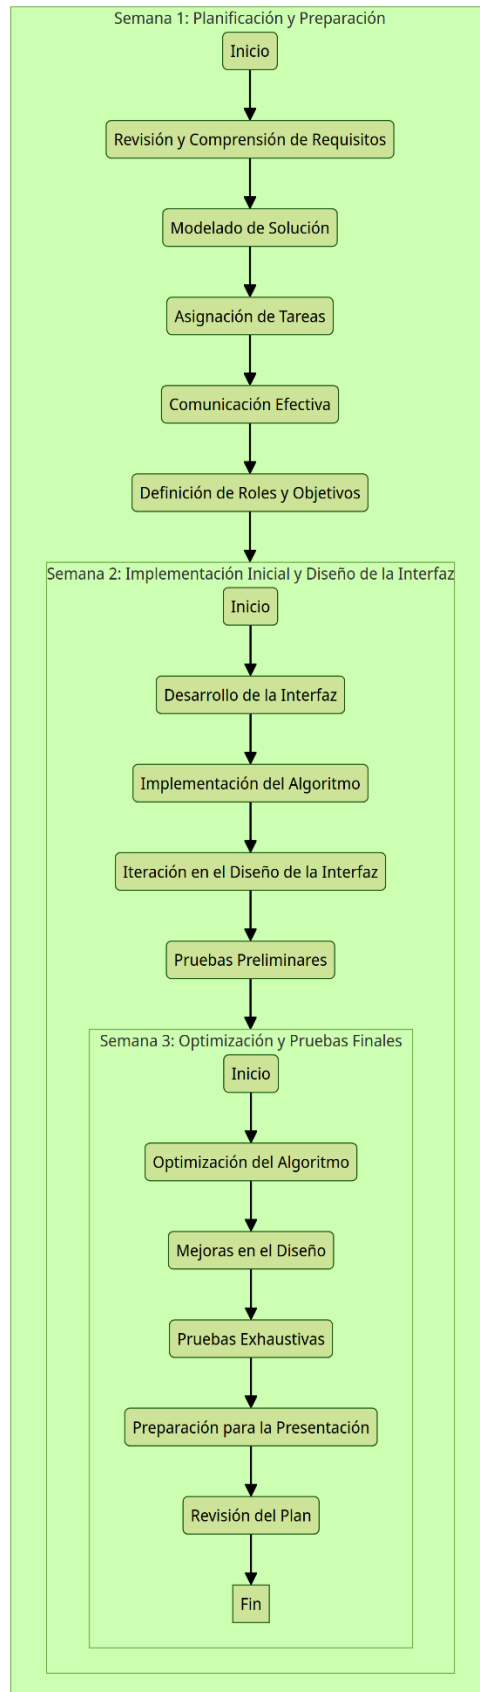 Semana 1: Planificación y Preparación
Inicio
Revisión y Comprensión de Requisitos
Modelado de Solución
Asignación de Tareas
Comunicación Efectiva
Definición de Roles y Objetivos
Semana 2: Implementación Inicial y Diseño de la Interfaz
Inicio
Desarrollo de la Interfaz
Implementación del Algoritmo
Iteración en el Diseño de la Interfaz
Pruebas Preliminares
Semana 3: Optimización y Pruebas Finales
Inicio
Optimización del Algoritmo
Mejoras en el Diseño
Pruebas Exhaustivas
Preparación para la Presentación
Revisión del Plan
Fin